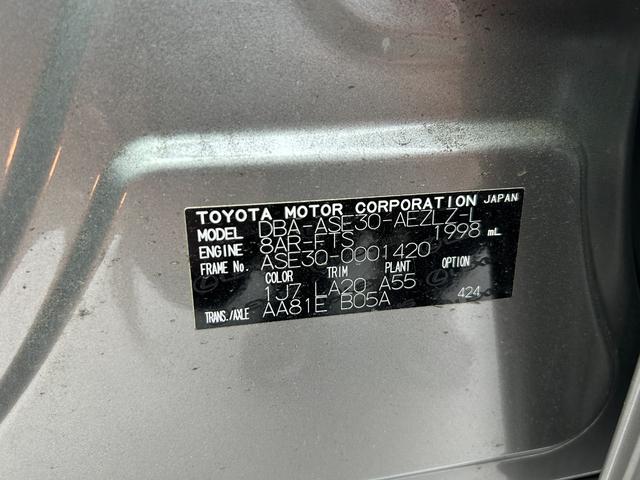 TOYOTA MOTOR CORPORATION JAPAN
MODEL DBA-ASE30-AEZLZ-L
ENGINE 8AR-FTS 1998 mL
FRAME No. ASE30-0001420
COLOR TRIM PLANT OPTION
1J7 LA20 A55
TRANS./AXLE AA81E B05A 424